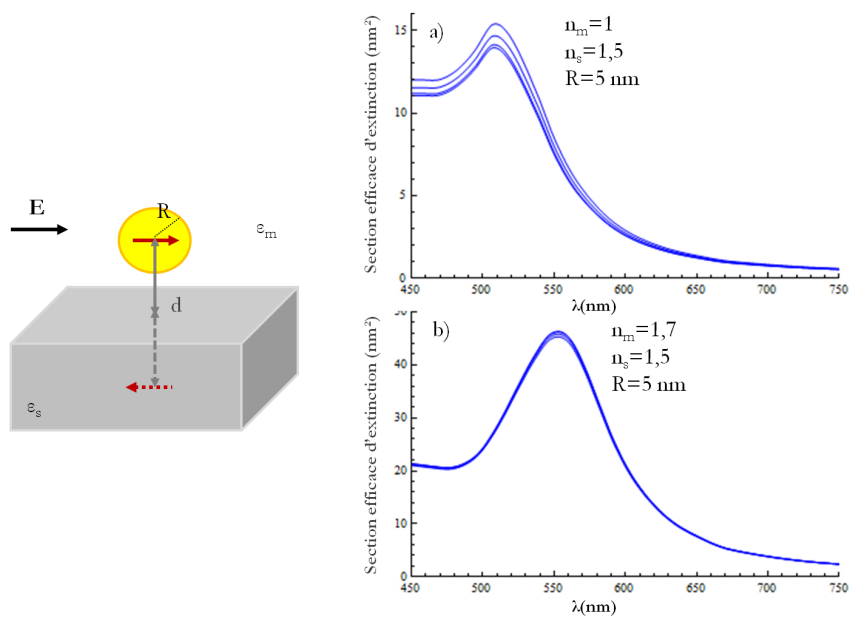 E
R
εm
d
εs
a)
nm=1
ns=1,5
R=5 nm
Section efficace d'extinction (nm²)
15
10
5
0
450 500 550 600 650 700 750
λ(nm)
b)
nm=1,7
ns=1,5
R=5 nm
Section efficace d'extinction (nm²)
50
40
30
20
10
0
450 500 550 600 650 700 750
λ(nm)